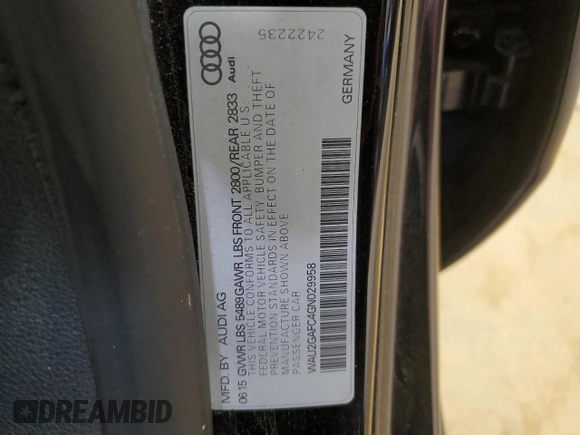 MFD. BY AUDI AG
06 15 GVWR LBS 5489 GAWR LBS FRONT 2800/REAR 2833
THIS VEHICLE CONFORMS TO ALL APPLICABLE U.S.
FEDERAL MOTOR VEHICLE SAFETY, BUMPER AND THEFT
PREVENTION STANDARDS IN EFFECT ON THE DATE OF
MANUFACTURE SHOWN ABOVE
PASSENGER CAR
WAU2GAFC4GN029958
GERMANY
Audi
2422235
DREAMBID